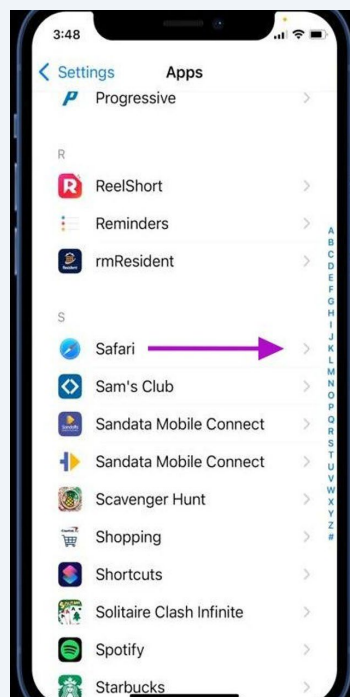 3:48
Settings
Apps
Progressive
R
ReelShort
Reminders
rmResident
S
Safari
Sam's Club
Sandata Mobile Connect
Sandata Mobile Connect
Scavenger Hunt
Shopping
Shortcuts
Solitaire Clash Infinite
Spotify
Starbucks
A
B
C
D
E
F
G
H
I
J
K
L
M
N
O
P
Q
R
S
T
U
V
W
X
Y
Z
#